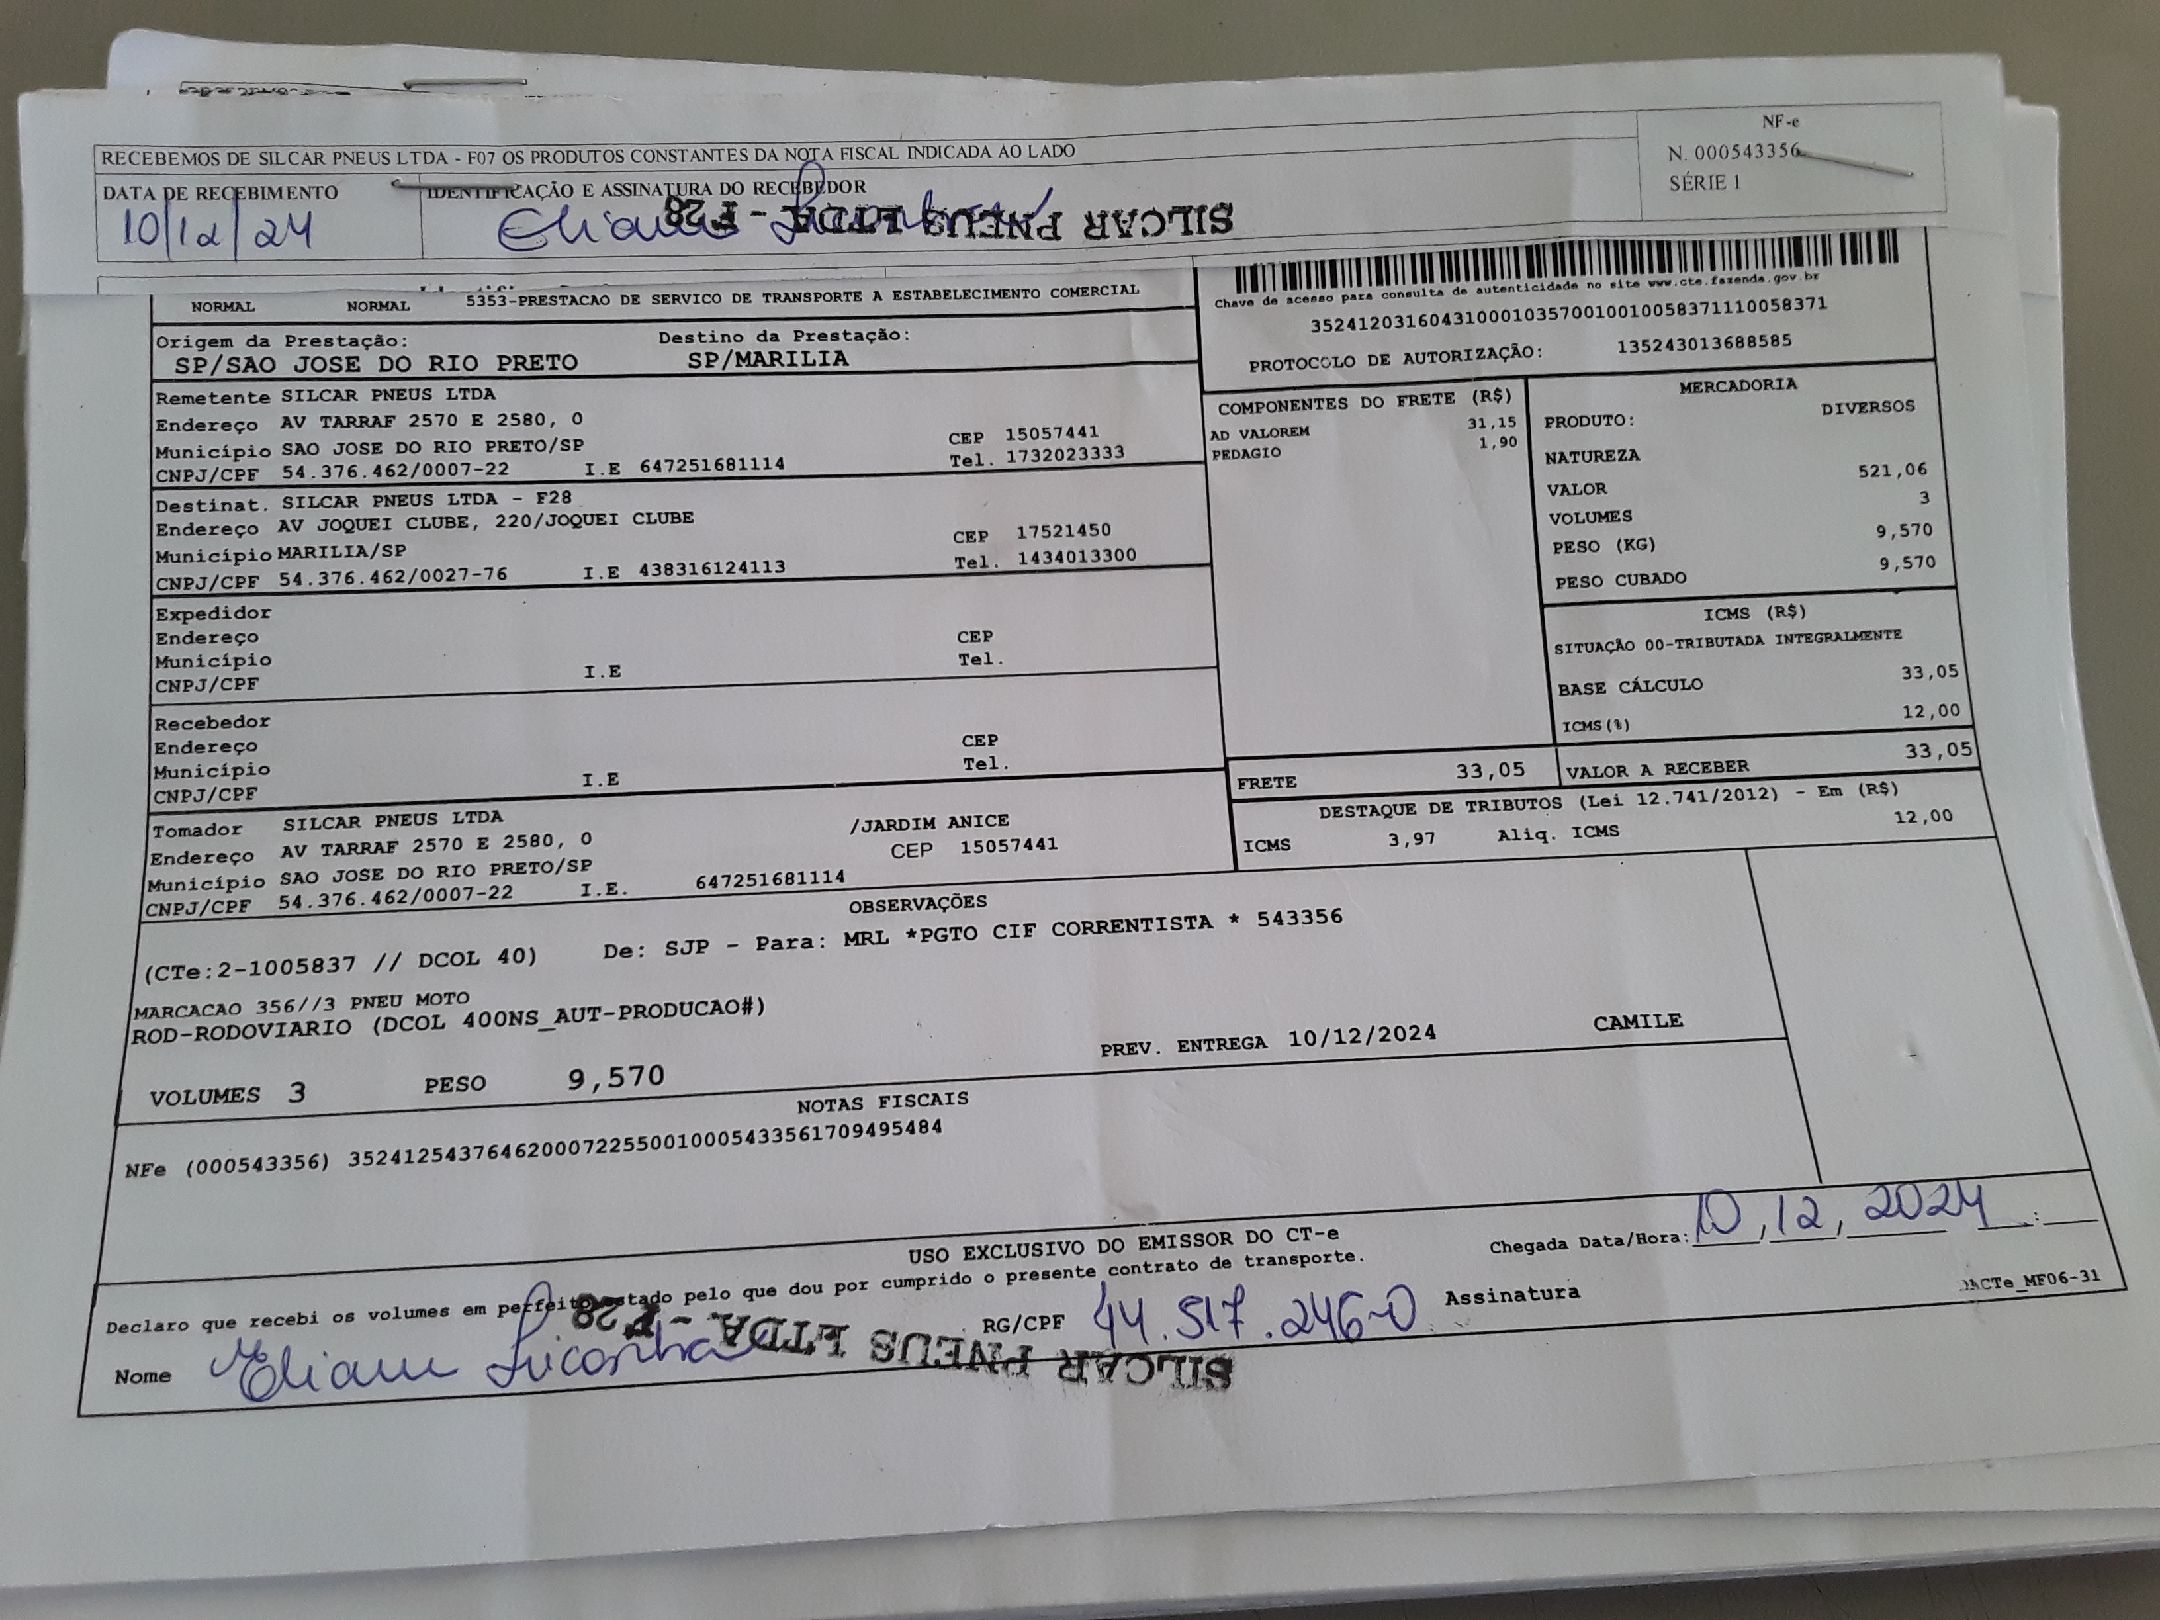 RECEBEMOS DE SILCAR PNEUS LTDA - F07 OS PRODUTOS CONSTANTES DA NOTA FISCAL INDICADA AO LADO
NF-e
N. 000543356
SÉRIE 1
DATA DE RECEBIMENTO
10/12/24
IDENTIFICAÇÃO E ASSINATURA DO RECEBEDOR
SILCAR PNEUS LTDA - F28
NORMAL NORMAL 5353-PRESTACAO DE SERVICO DE TRANSPORTE A ESTABELECIMENTO COMERCIAL
Chave de acesso para consulta de autenticidade no site www.cte.fazenda.gov.br
35241203160431000103570010010058371110058371
PROTOCOLO DE AUTORIZAÇÃO: 135243013688585
Origem da Prestação: Destino da Prestação:
SP/SAO JOSE DO RIO PRETO SP/MARILIA
Remetente SILCAR PNEUS LTDA
Endereço AV TARRAF 2570 E 2580, 0
Município SAO JOSE DO RIO PRETO/SP CEP 15057441
CNPJ/CPF 54.376.462/0007-22 I.E 647251681114 Tel. 1732023333
Destinat. SILCAR PNEUS LTDA - F28
Endereço AV JOQUEI CLUBE, 220/JOQUEI CLUBE
Município MARILIA/SP CEP 17521450
CNPJ/CPF 54.376.462/0027-76 I.E 438316124113 Tel. 1434013300
Expedidor
Endereço
Município CEP
CNPJ/CPF I.E Tel.
Recebedor
Endereço
Município CEP
CNPJ/CPF I.E Tel.
Tomador SILCAR PNEUS LTDA
Endereço AV TARRAF 2570 E 2580, 0 /JARDIM ANICE
Município SAO JOSE DO RIO PRETO/SP CEP 15057441
CNPJ/CPF 54.376.462/0007-22 I.E. 647251681114
COMPONENTES DO FRETE (R$)
AD VALOREM 31,15
PEDAGIO 1,90
MERCADORIA
PRODUTO: DIVERSOS
NATUREZA
VALOR 521,06
VOLUMES 3
PESO (KG) 9,570
PESO CUBADO 9,570
ICMS (R$)
SITUAÇÃO 00-TRIBUTADA INTEGRALMENTE
BASE CÁLCULO 33,05
ICMS(%) 12,00
FRETE 33,05 VALOR A RECEBER 33,05
DESTAQUE DE TRIBUTOS (Lei 12.741/2012) - Em (R$)
ICMS 3,97 Aliq. ICMS 12,00
OBSERVAÇÕES
(CTe:2-1005837 // DCOL 40) De: SJP - Para: MRL *PGTO CIF CORRENTISTA * 543356
MARCACAO 356//3 PNEU MOTO
ROD-RODOVIARIO (DCOL 400NS_AUT-PRODUCAO#)
PREV. ENTREGA 10/12/2024 CAMILE
VOLUMES 3 PESO 9,570
NOTAS FISCAIS
NFe (000543356) 35241254376462000722550010005433561709495484
USO EXCLUSIVO DO EMISSOR DO CT-e
Declaro que recebi os volumes em perfeito estado pelo que dou por cumprido o presente contrato de transporte.
Chegada Data/Hora: 10,12,2024 :
Nome
RG/CPF 44.517.246-0 Assinatura
DACTe_MF06-31
SILCAR PNEUS LTDA - F28